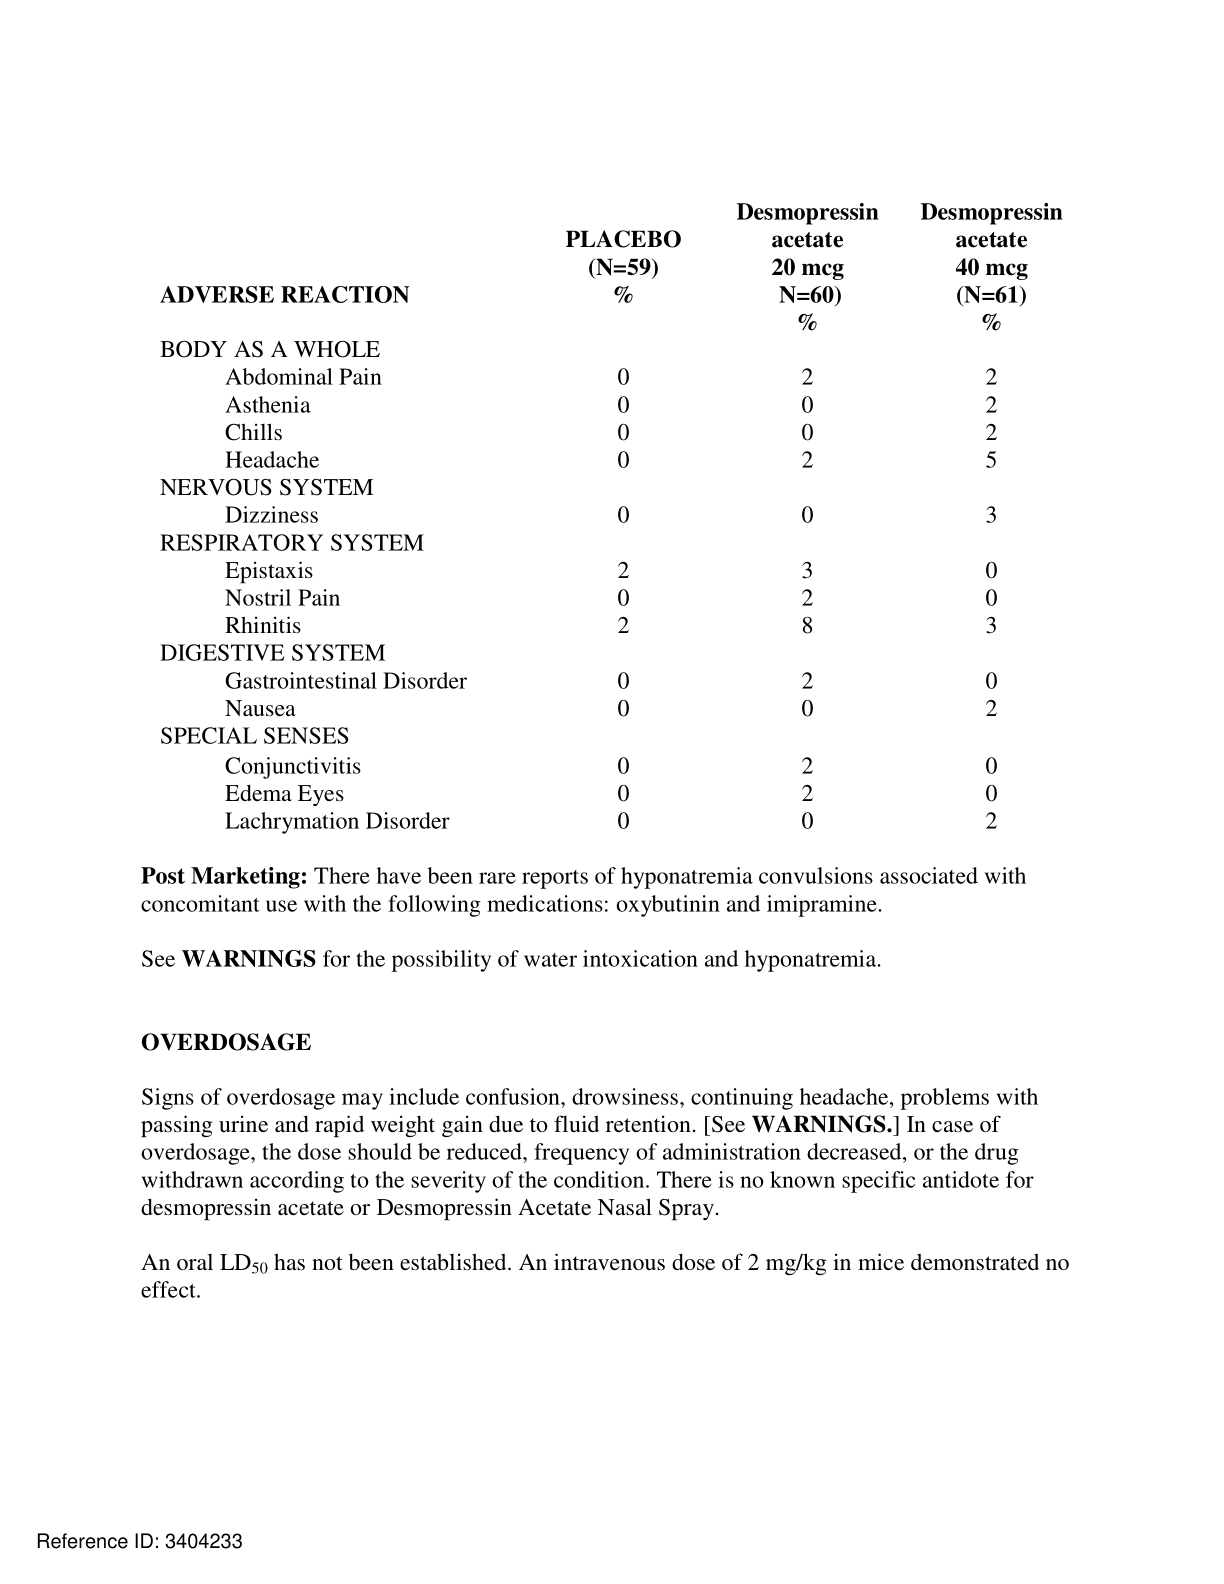 Desmopressin Desmopressin
PLACEBO acetate acetate
(N=59) 20 mcg 40 mcg
ADVERSE REACTION % N=60) (N=61)
% %
BODY AS A WHOLE
Abdominal Pain 0 2 2
Asthenia 0 0 2
Chills 0 0 2
Headache 0 2 5
NERVOUS SYSTEM
Dizziness 0 0 3
RESPIRATORY SYSTEM
Epistaxis 2 3 0
Nostril Pain 0 2 0
Rhinitis 2 8 3
DIGESTIVE SYSTEM
Gastrointestinal Disorder 0 2 0
Nausea 0 0 2
SPECIAL SENSES
Conjunctivitis 0 2 0
Edema Eyes 0 2 0
Lachrymation Disorder 0 0 2
Post Marketing: There have been rare reports of hyponatremia convulsions associated with
concomitant use with the following medications: oxybutinin and imipramine.
See WARNINGS for the possibility of water intoxication and hyponatremia.
OVERDOSAGE
Signs of overdosage may include confusion, drowsiness, continuing headache, problems with
passing urine and rapid weight gain due to fluid retention. [See WARNINGS.] In case of
overdosage, the dose should be reduced, frequency of administration decreased, or the drug
withdrawn according to the severity of the condition. There is no known specific antidote for
desmopressin acetate or Desmopressin Acetate Nasal Spray.
An oral LD50 has not been established. An intravenous dose of 2 mg/kg in mice demonstrated no
effect.
Reference ID: 3404233